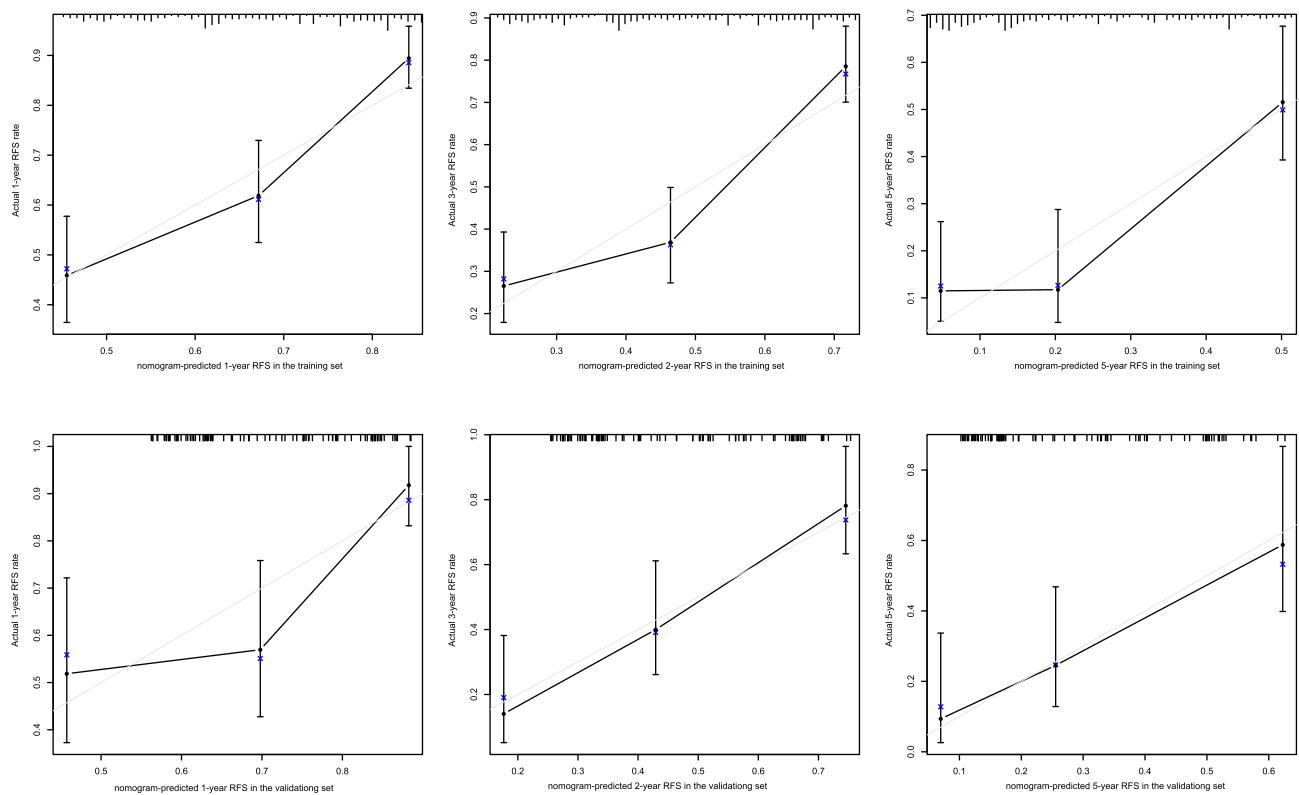 0.9
0.8
0.7
0.6
0.5
0.4
Actual 1-year RFS rate
0.5 0.6 0.7 0.8
nomogram-predicted 1-year RFS in the training set
0.9
0.8
0.7
0.6
0.5
0.4
0.3
0.2
Actual 3-year RFS rate
0.3 0.4 0.5 0.6 0.7
nomogram-predicted 2-year RFS in the training set
0.7
0.6
0.5
0.4
0.3
0.2
0.1
Actual 5-year RFS rate
0.1 0.2 0.3 0.4 0.5
nomogram-predicted 5-year RFS in the training set
1.0
0.9
0.8
0.7
0.6
0.5
0.4
Actual 1-year RFS rate
0.5 0.6 0.7 0.8
nomogram-predicted 1-year RFS in the validationg set
1.0
0.8
0.6
0.4
0.2
Actual 3-year RFS rate
0.2 0.3 0.4 0.5 0.6 0.7
nomogram-predicted 2-year RFS in the validationg set
0.8
0.6
0.4
0.2
0.0
Actual 5-year RFS rate
0.1 0.2 0.3 0.4 0.5 0.6
nomogram-predicted 5-year RFS in the validationg set